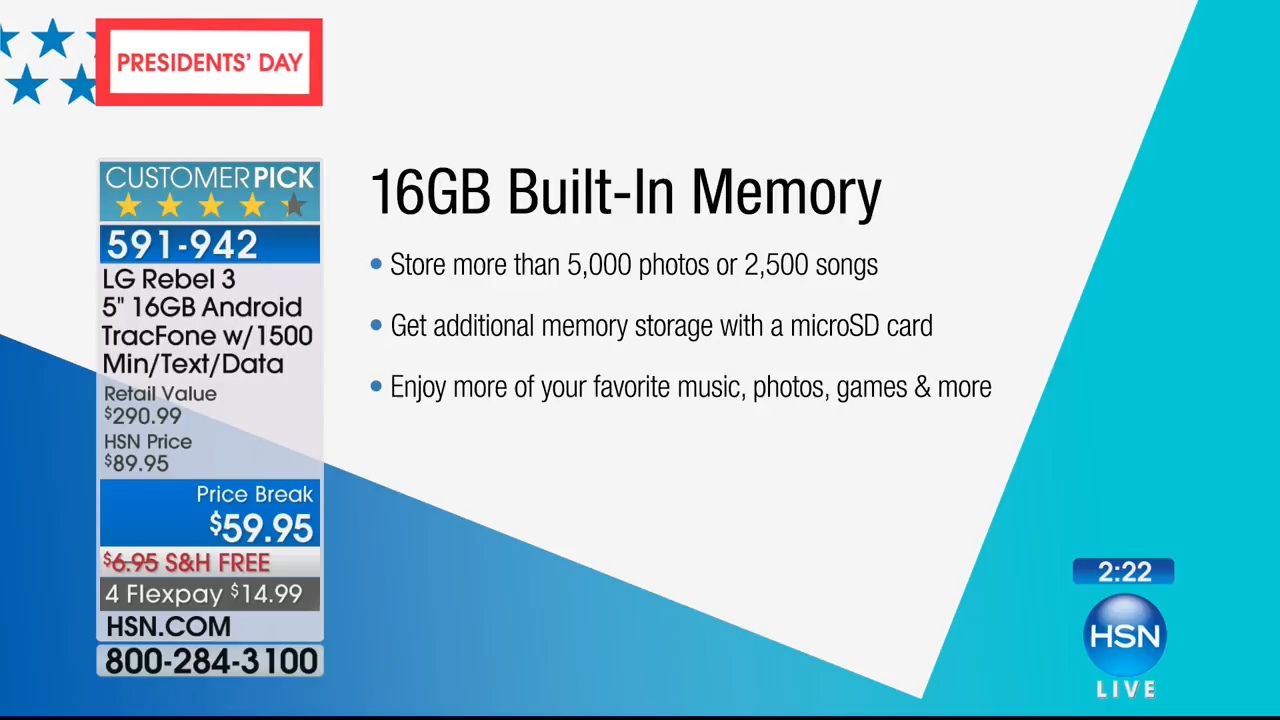 PRESIDENTS' DAY
CUSTOMERPICK
591-942
LG Rebel 3
5" 16GB Android
TracFone w/1500
Min/Text/Data
Retail Value
$290.99
HSN Price
$89.95
Price Break
$59.95
$6.95 S&H FREE
4 Flexpay $14.99
HSN.COM
800-284-3100
16GB Built-In Memory
• Store more than 5,000 photos or 2,500 songs
• Get additional memory storage with a microSD card
• Enjoy more of your favorite music, photos, games & more
2:22
HSN
LIVE